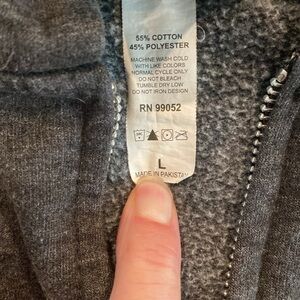 55% COTTON
45% POLYESTER
MACHINE WASH COLD
WITH LIKE COLORS
NORMAL CYCLE ONLY
DO NOT BLEACH
TUMBLE DRY LOW
DO NOT IRON DESIGN
RN 99052
L
MADE IN PAKISTAN